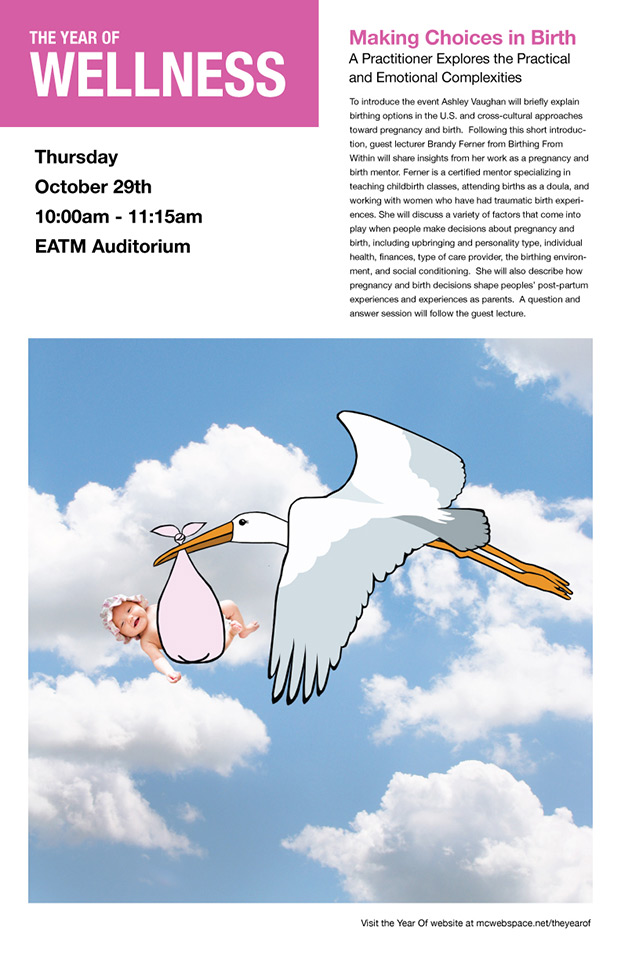 THE YEAR OF
WELLNESS
Thursday
October 29th
10:00am - 11:15am
EATM Auditorium
Making Choices in Birth
A Practitioner Explores the Practical
and Emotional Complexities
To introduce the event Ashley Vaughan will briefly explain
birthing options in the U.S. and cross-cultural approaches
toward pregnancy and birth.  Following this short introduc-
tion, guest lecturer Brandy Ferner from Birthing From
Within will share insights from her work as a pregnancy and
birth mentor. Ferner is a certified mentor specializing in
teaching childbirth classes, attending births as a doula, and
working with women who have had traumatic birth experi-
ences. She will discuss a variety of factors that come into
play when people make decisions about pregnancy and
birth, including upbringing and personality type, individual
health, finances, type of care provider, the birthing environ-
ment, and social conditioning.  She will also describe how
pregnancy and birth decisions shape peoples' post-partum
experiences and experiences as parents.  A question and
answer session will follow the guest lecture.
Visit the Year Of website at mcwebspace.net/theyearof